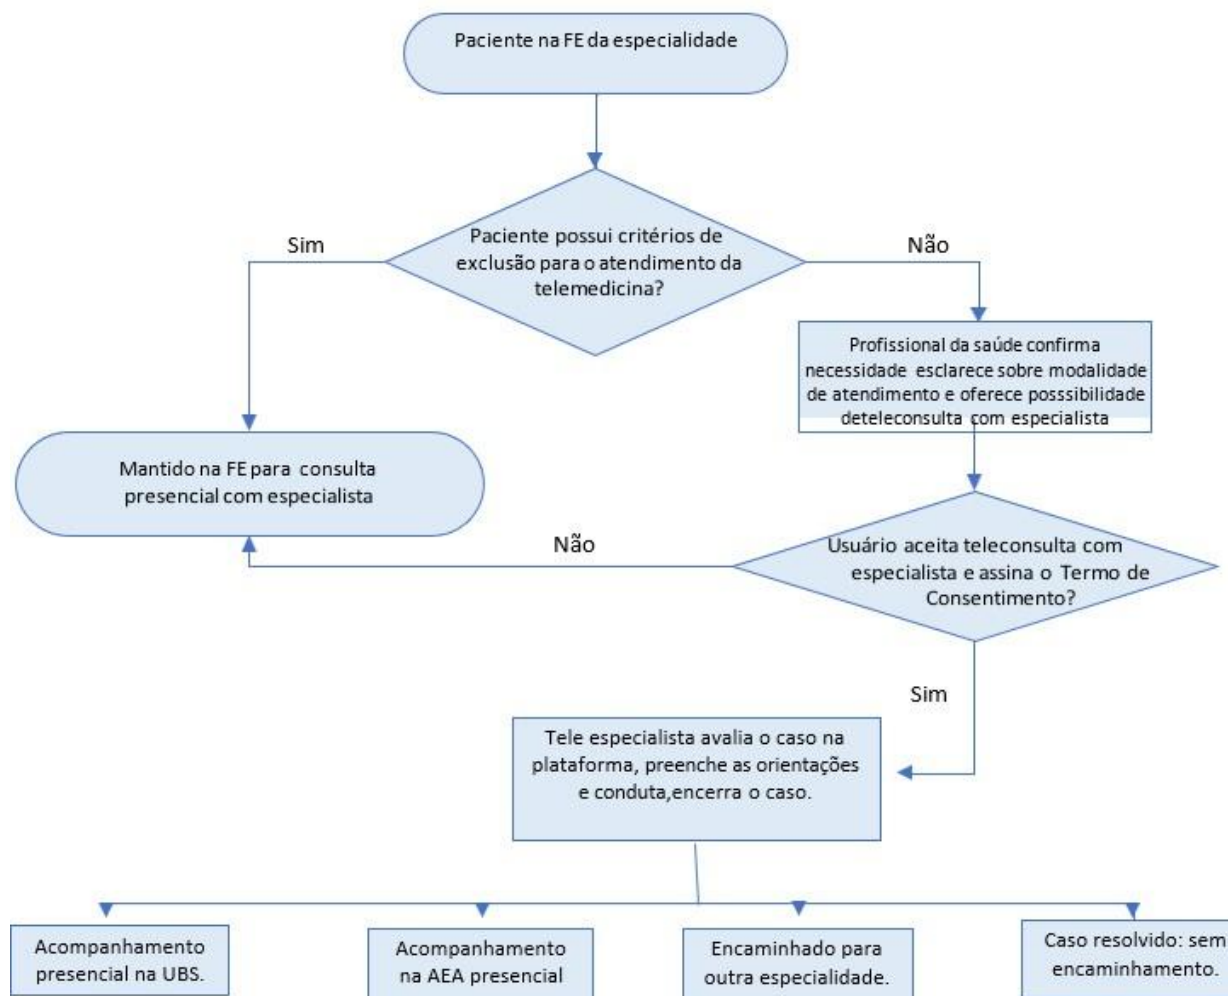 Paciente na FE da especialidade
Paciente possui critérios de
exclusão para o atendimento da
telemedicina?
Sim
Não
Profissional da saúde confirma
necessidade esclarece sobre modalidade
de atendimento e oferece posssibilidade
deteleconsulta com especialista
Mantido na FE para consulta
presencial com especialista
Não
Usuário aceita teleconsulta com
especialista e assina o Termo de
Consentimento?
Sim
Tele especialista avalia o caso na
plataforma, preenche as orientações
e conduta,encerra o caso.
Acompanhamento
presencial na UBS.
Acompanhamento
na AEA presencial
Encaminhado para
outra especialidade.
Caso resolvido: sem
encaminhamento.